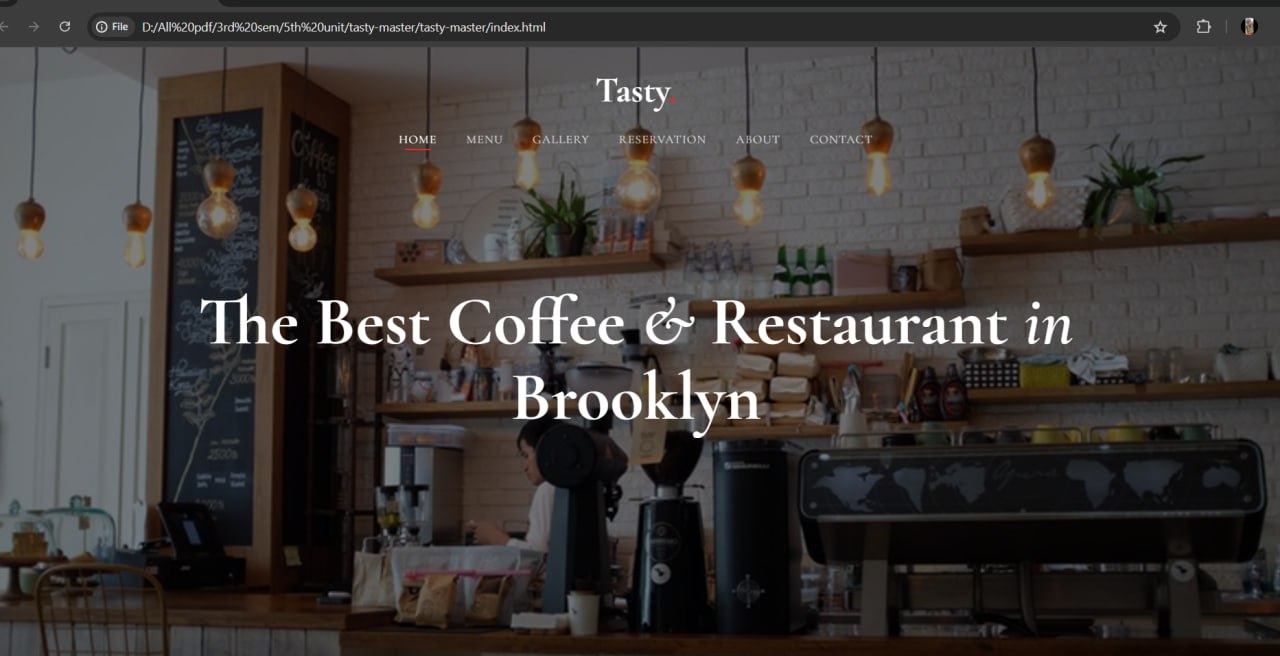 File D:/All%20pdf/3rd%20sem/5th%20unit/tasty-master/tasty-master/index.html
Tasty.
HOME MENU GALLERY RESERVATION ABOUT CONTACT
The Best Coffee & Restaurant in
Brooklyn
Coffee